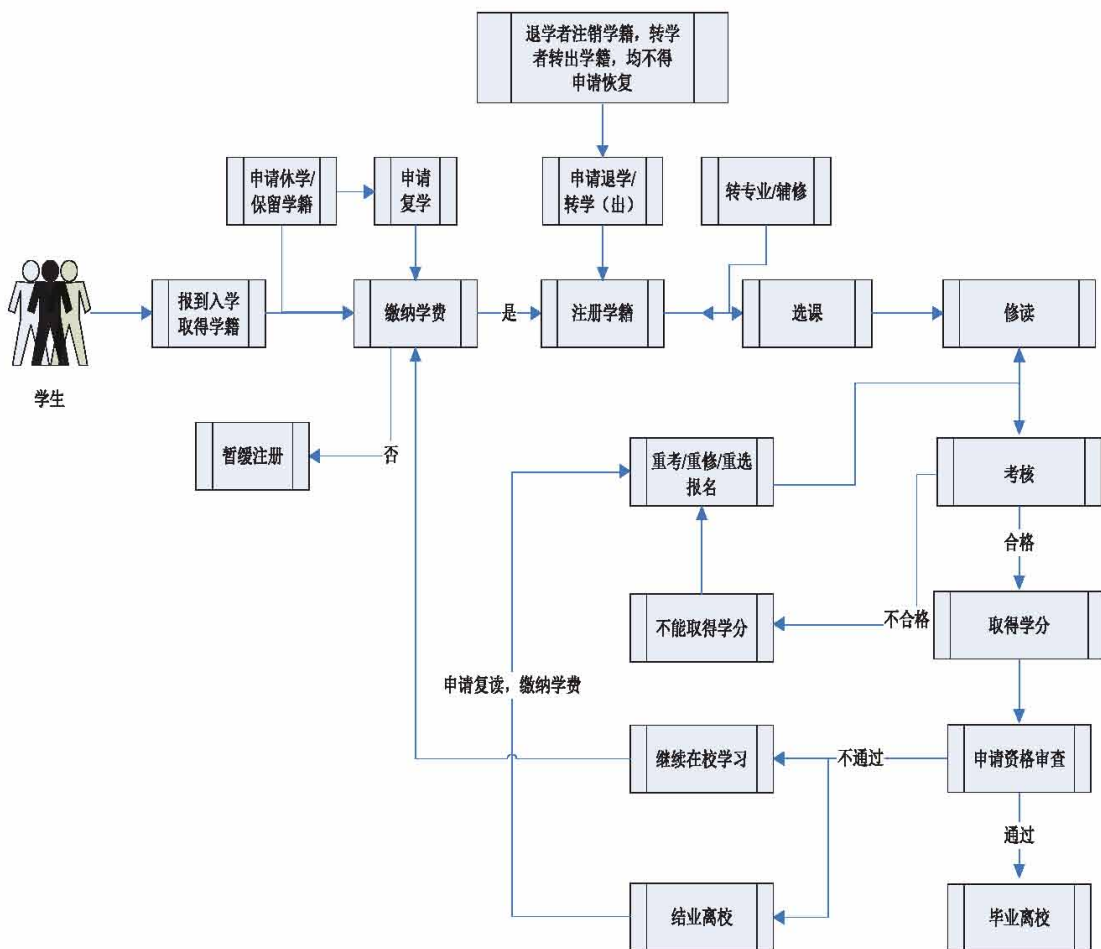 退学者注销学籍，转学
者转出学籍，均不得
申请恢复
申请休学/
保留学籍
申请
复学
申请退学/
转学（出）
转专业/辅修
报到入学
取得学籍
缴纳学费
是
注册学籍
选课
修读
学生
暂缓注册
否
重考/重修/重选
报名
考核
合格
不能取得学分
不合格
取得学分
申请复读，缴纳学费
继续在校学习
不通过
申请资格审查
通过
结业离校
毕业离校